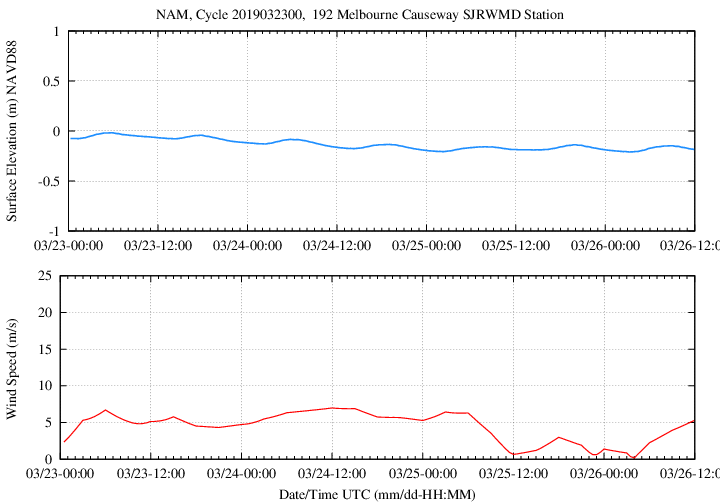 NAM, Cycle 2019032300,  192 Melbourne Causeway SJRWMD Station
Surface Elevation (m) NAVD88
1
0.5
0
-0.5
-1
03/23-00:00 03/23-12:00 03/24-00:00 03/24-12:00 03/25-00:00 03/25-12:00 03/26-00:00 03/26-12:0
Wind Speed (m/s)
25
20
15
10
5
0
03/23-00:00 03/23-12:00 03/24-00:00 03/24-12:00 03/25-00:00 03/25-12:00 03/26-00:00 03/26-12:0
Date/Time UTC (mm/dd-HH:MM)